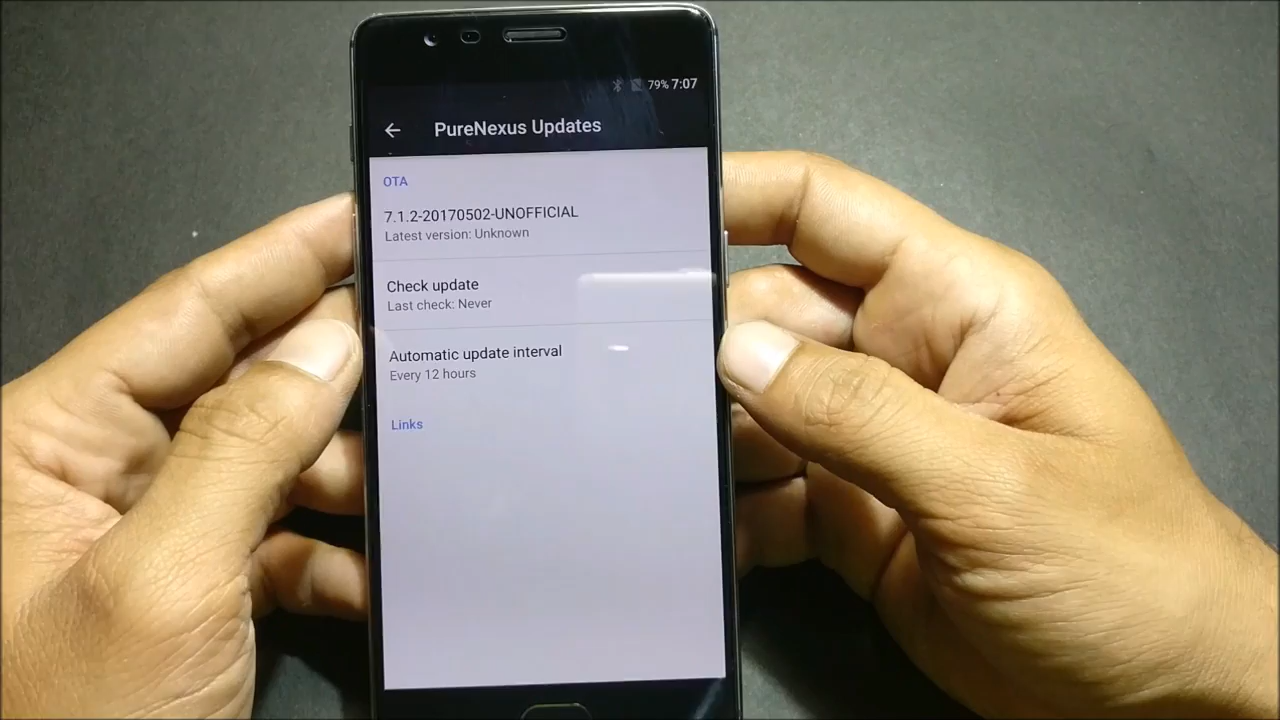 79% 7:07
PureNexus Updates
OTA
7.1.2-20170502-UNOFFICIAL
Latest version: Unknown
Check update
Last check: Never
Automatic update interval
Every 12 hours
Links